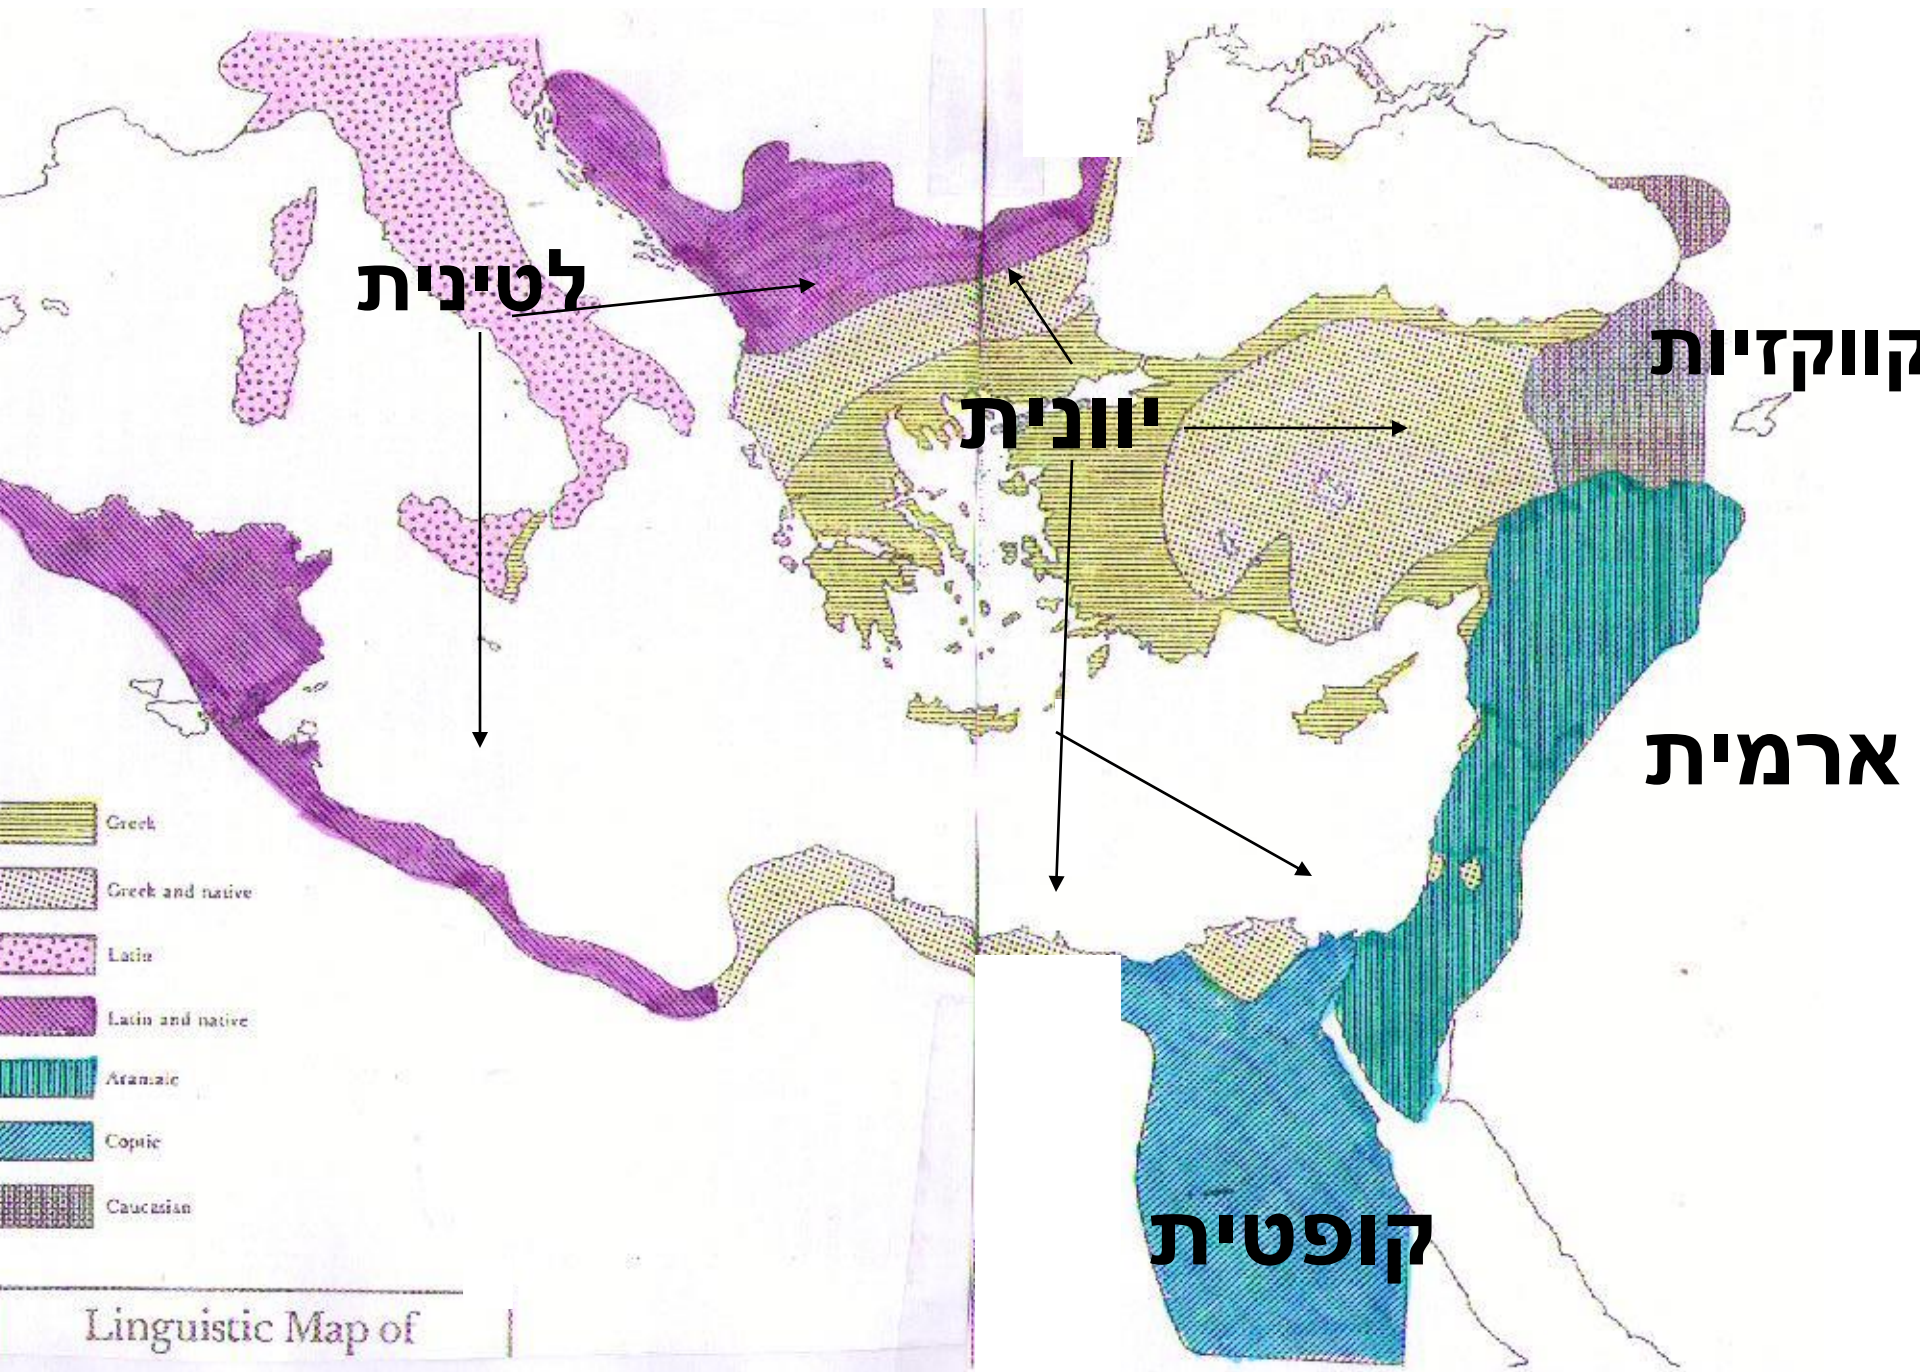 לטינית
קווקזיות
יוונית
ארמית
Greek
Greek and native
Latin
Latin and native
Aramaic
Coptic
Caucasian
קופטית
Linguistic Map of